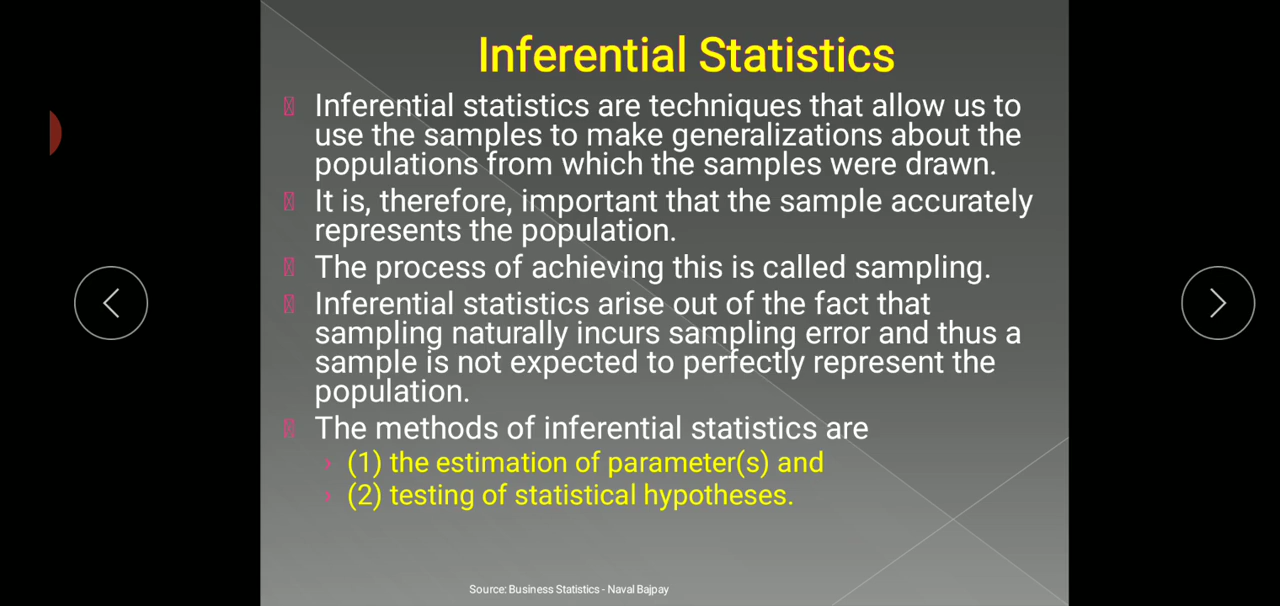 Inferential Statistics
Inferential statistics are techniques that allow us to
use the samples to make generalizations about the
populations from which the samples were drawn.
It is, therefore, important that the sample accurately
represents the population.
The process of achieving this is called sampling.
Inferential statistics arise out of the fact that
sampling naturally incurs sampling error and thus a
sample is not expected to perfectly represent the
population.
The methods of inferential statistics are
(1) the estimation of parameter(s) and
(2) testing of statistical hypotheses.
Source: Business Statistics - Naval Bajpay